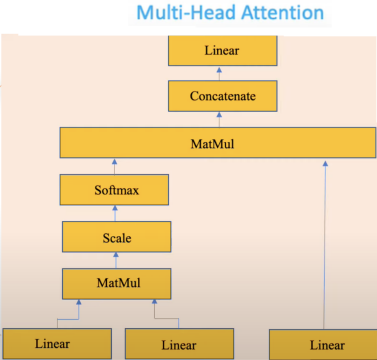 Multi-Head Attention
Linear
Concatenate
MatMul
Softmax
Scale
MatMul
Linear
Linear
Linear